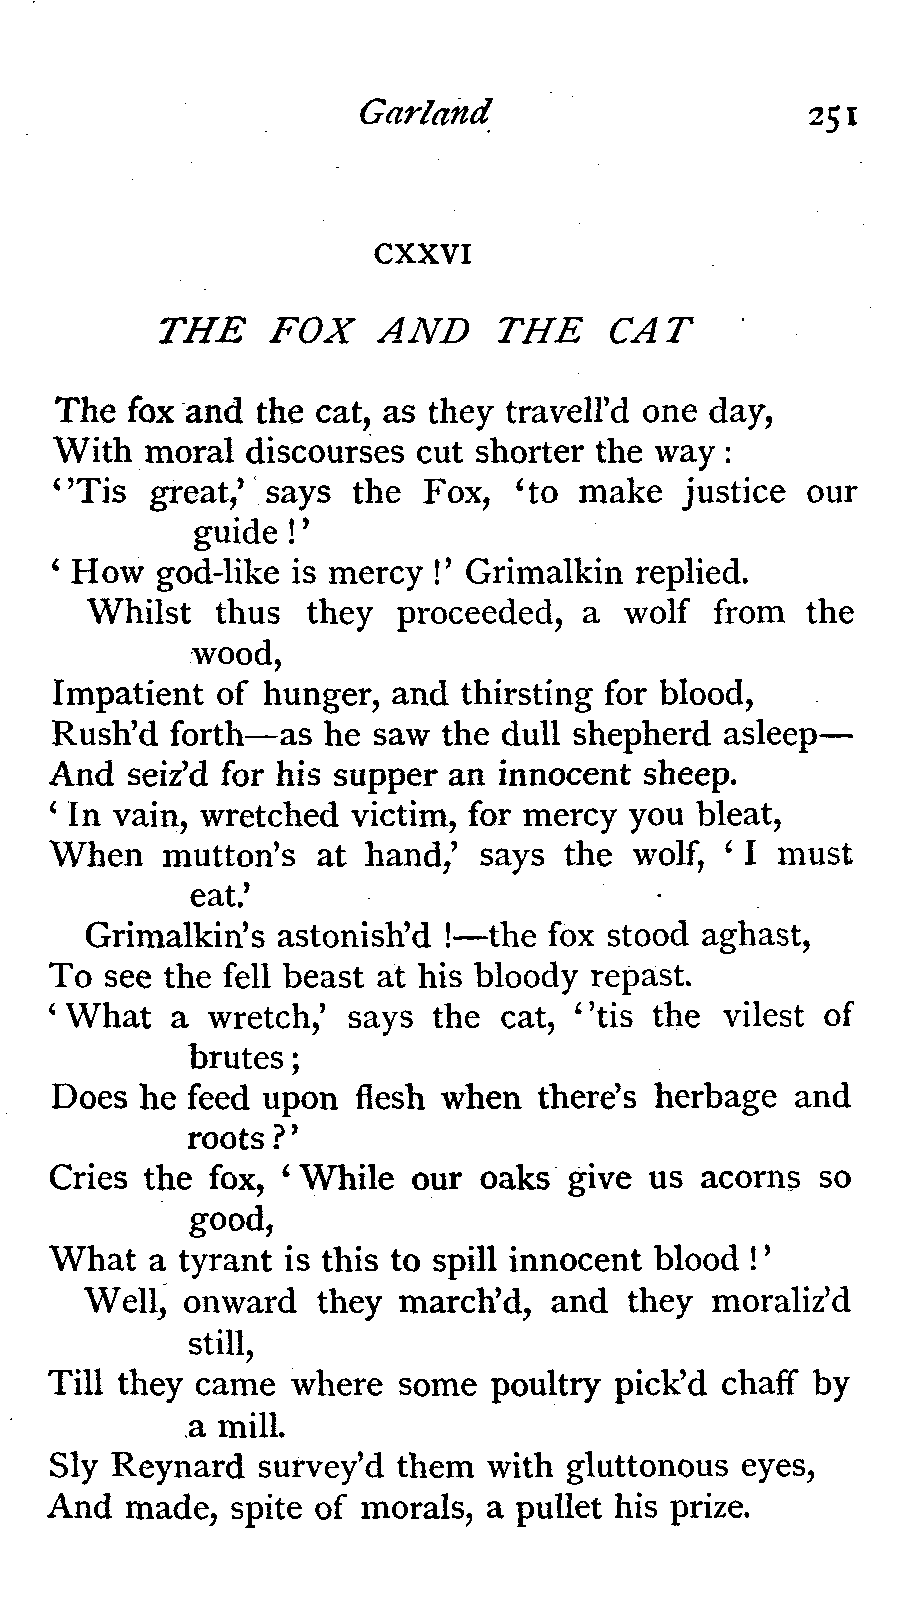 Garland 251
CXXVI
THE FOX AND THE CAT
The fox and the cat, as they travell’d one day,
With moral discourses cut shorter the way :
‘’Tis great,’ says the Fox, ‘to make justice our
guide !’
‘ How god-like is mercy !’ Grimalkin replied.
Whilst thus they proceeded, a wolf from the
wood,
Impatient of hunger, and thirsting for blood,
Rush’d forth—as he saw the dull shepherd asleep—
And seiz’d for his supper an innocent sheep.
‘ In vain, wretched victim, for mercy you bleat,
When mutton’s at hand,’ says the wolf, ‘ I must
eat.’
Grimalkin’s astonish’d !—the fox stood aghast,
To see the fell beast at his bloody repast.
‘ What a wretch,’ says the cat, ‘’tis the vilest of
brutes ;
Does he feed upon flesh when there’s herbage and
roots ?’
Cries the fox, ‘ While our oaks give us acorns so
good,
What a tyrant is this to spill innocent blood !’
Well, onward they march’d, and they moraliz’d
still,
Till they came where some poultry pick’d chaff by
a mill.
Sly Reynard survey’d them with gluttonous eyes,
And made, spite of morals, a pullet his prize.